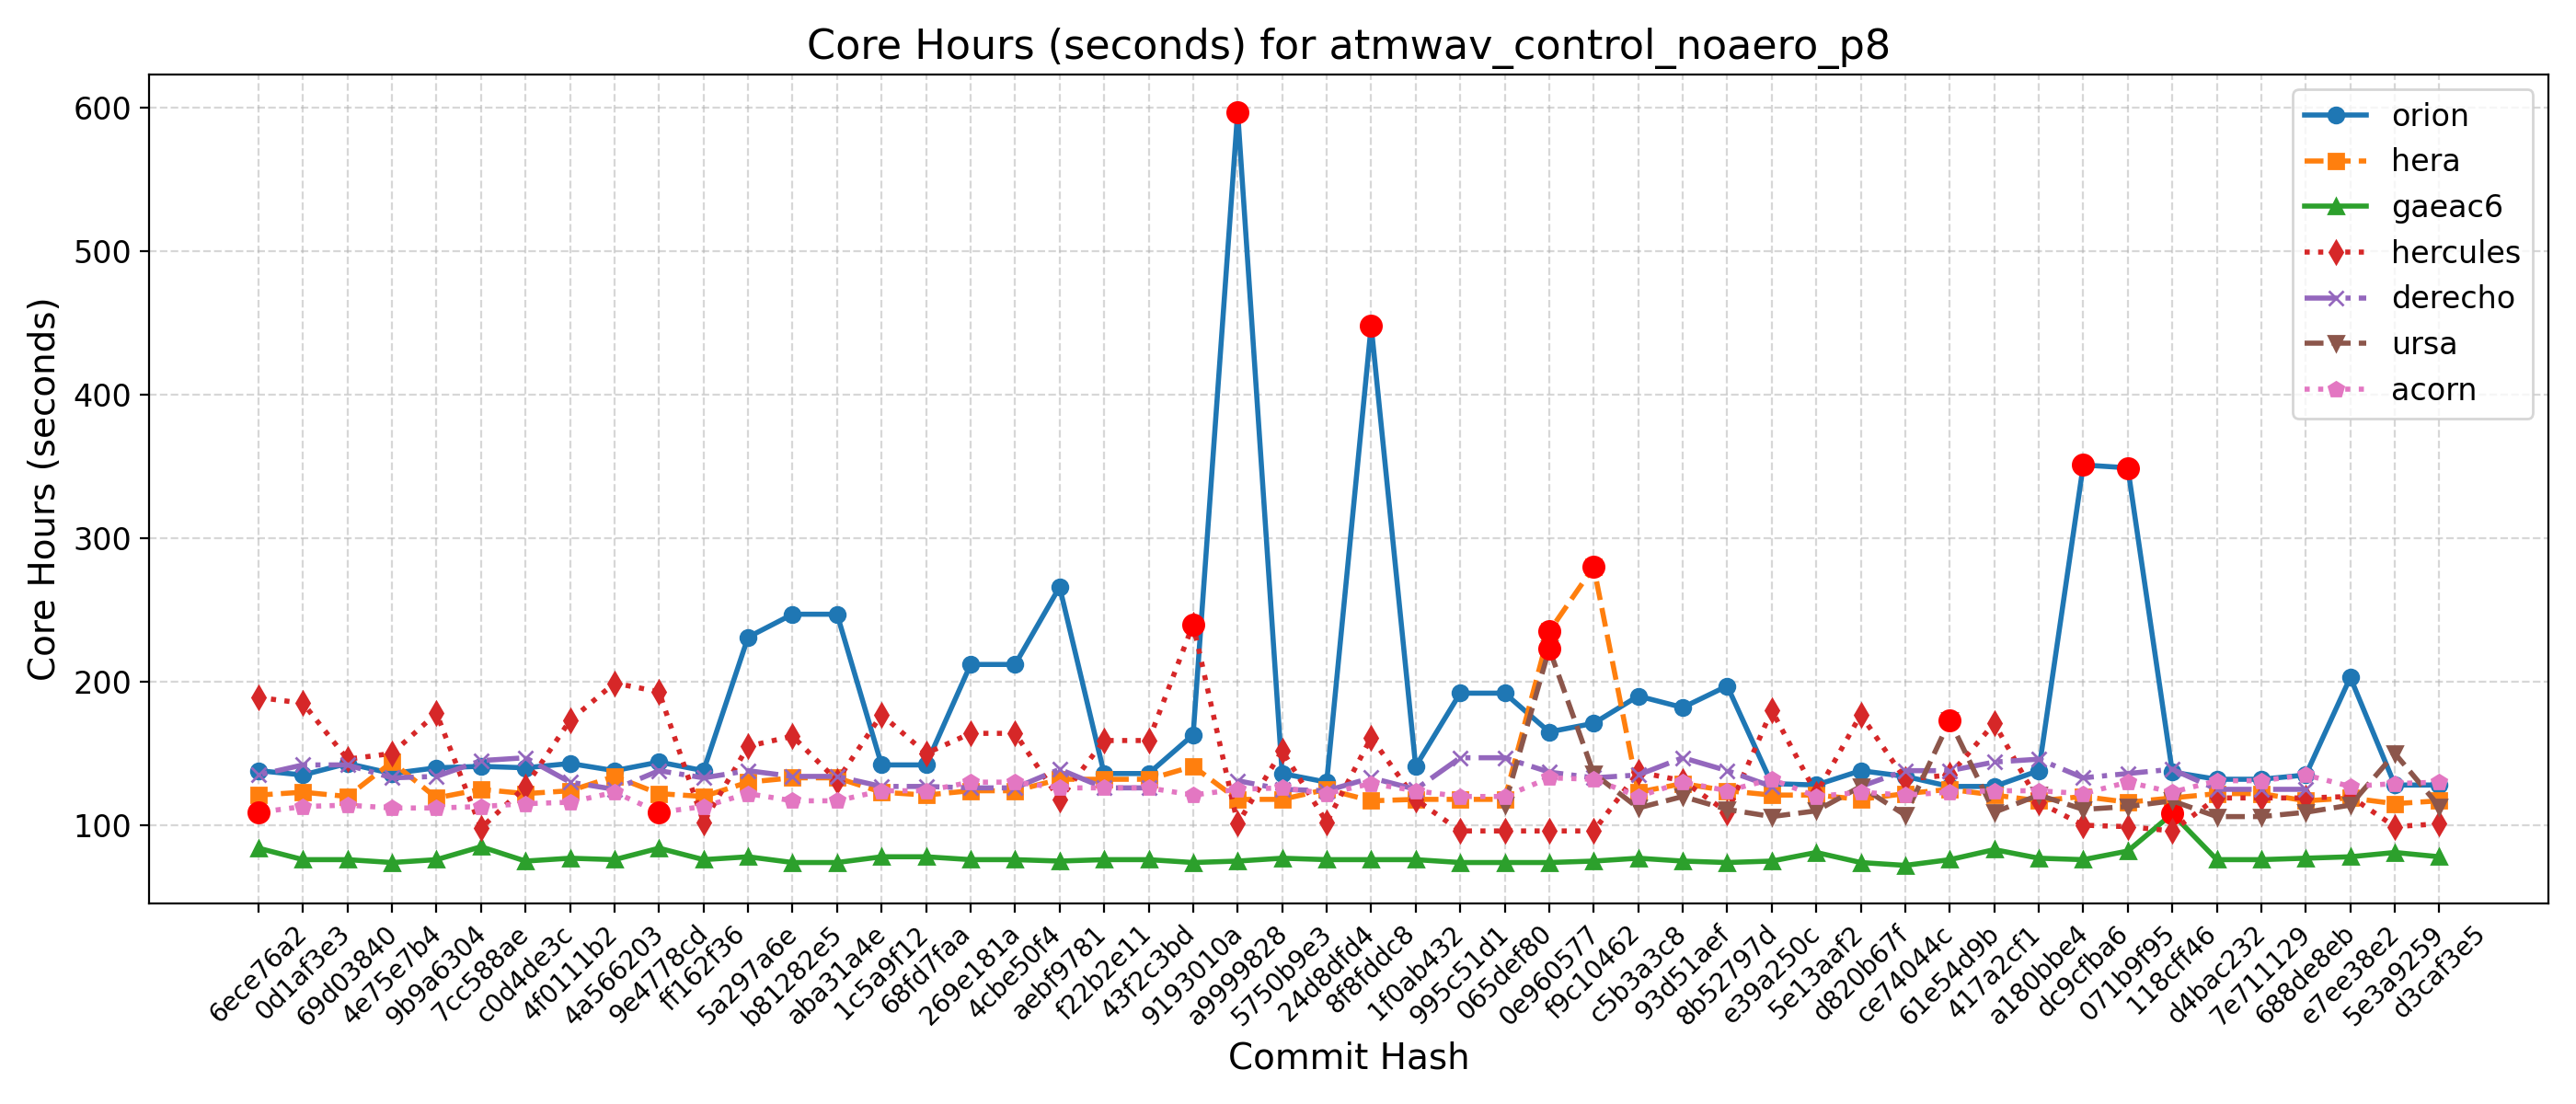 Core Hours (seconds) for atmwav_control_noaero_p8
Core Hours (seconds)
600
500
400
300
200
100
orion
hera
gaeac6
hercules
derecho
ursa
acorn
6ece76a2
0d1af3e3
69d03840
4e75e7b4
9b9a6304
7cc588ae
c0d4de3c
4f0111b2
4a566203
9e4778cd
ff162f36
5a297a6e
b81282e5
aba31a4e
1c5a9f12
68fd7faa
269e181a
4cbe50f4
aebf9781
f22b2e11
43f2c3bd
9193010a
a9999828
5750b9e3
24d8dfd4
8f8fddc8
1f0ab432
995c51d1
065def80
0e960577
f9c10462
c5b3a3c8
93d51aef
8b52797d
e39a250c
5e13aaf2
d820b67f
ce74044c
61e54d9b
417a2cf1
a180bbe4
dc9cfba6
071b9f95
118cff46
d4bac232
7e711129
688de8eb
e7ee38e2
5e3a9259
d3caf3e5
Commit Hash